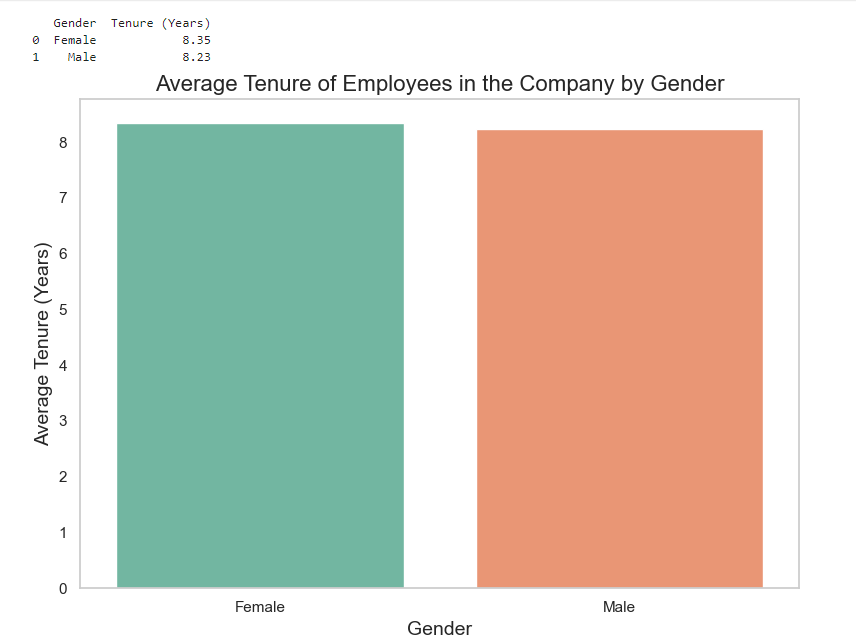 Gender Tenure (Years)
0 Female 8.35
1 Male 8.23
Average Tenure of Employees in the Company by Gender
Average Tenure (Years)
8
7
6
5
4
3
2
1
0
Female Male
Gender